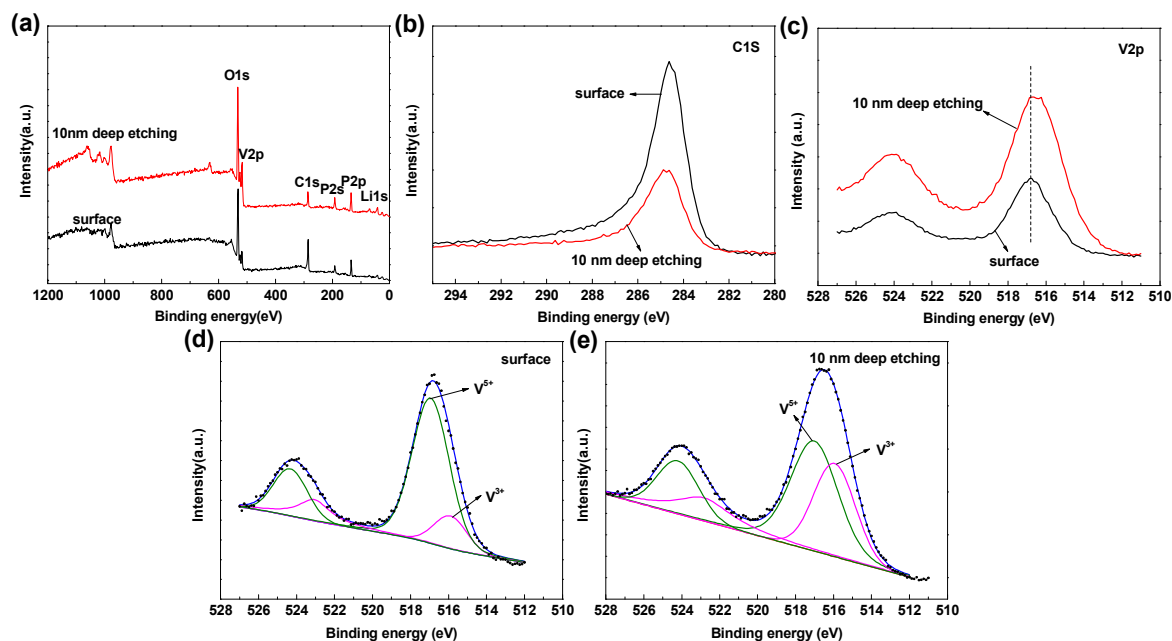 (a)
Intensity(a.u.)
O1s
10nm deep etching
V2p
C1s
P2s
P2p
Li1s
surface
1200 1000 800 600 400 200 0
Binding energy(eV)
(b)
Intensity(a.u.)
C1S
surface
10 nm deep etching
294 292 290 288 286 284 282 280
Binding energy (eV)
(c)
Intensity (a.u.)
V2p
10 nm deep etching
surface
528 526 524 522 520 518 516 514 512 510
Binding energy (eV)
(d)
Intensity(a.u.)
surface
V5+
V3+
528 526 524 522 520 518 516 514 512 510
Binding energy (eV)
(e)
Intensity(a.u.)
10 nm deep etching
V5+
V3+
528 526 524 522 520 518 516 514 512 510
Binding energy (eV)